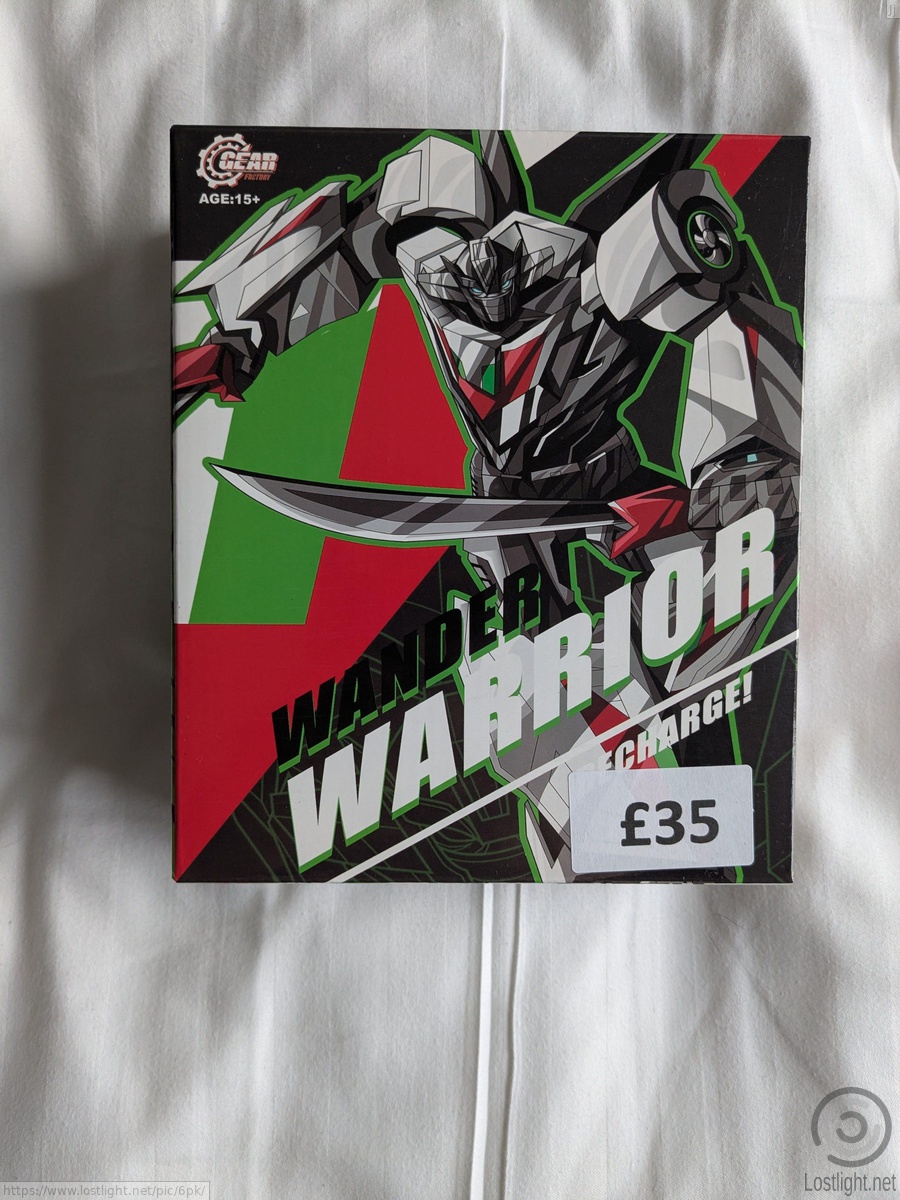 GEAR
FACTORY
AGE:15+
WANDER
WARRIOR
ECHARGE!
£35
https://www.lostlight.net/pic/6pk/
Lostlight.net